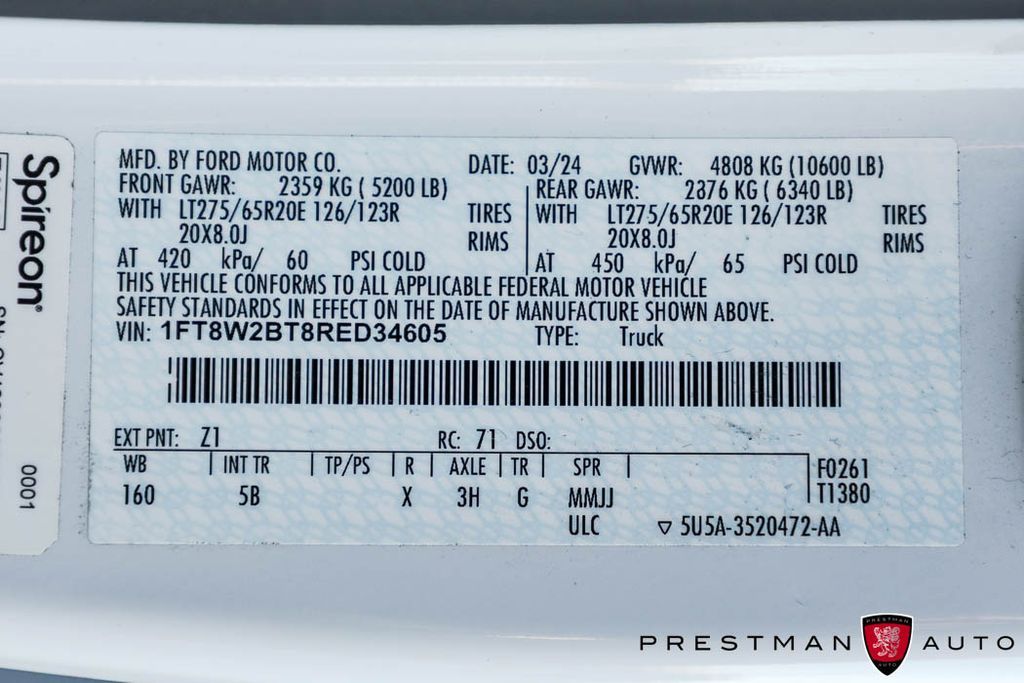 MFD. BY FORD MOTOR CO. DATE: 03/24 GVWR: 4808 KG (10600 LB)
FRONT GAWR: 2359 KG ( 5200 LB) REAR GAWR: 2376 KG ( 6340 LB)
WITH LT275/65R20E 126/123R TIRES WITH LT275/65R20E 126/123R TIRES
20X8.0J RIMS 20X8.0J RIMS
AT 420 kPa/ 60 PSI COLD AT 450 kPa/ 65 PSI COLD
THIS VEHICLE CONFORMS TO ALL APPLICABLE FEDERAL MOTOR VEHICLE
SAFETY STANDARDS IN EFFECT ON THE DATE OF MANUFACTURE SHOWN ABOVE.
VIN: 1FT8W2BT8RED34605 TYPE: Truck
EXT PNT: Z1 RC: 71 DSO:
WB INT TR TP/PS R AXLE TR SPR F0261
160 5B X 3H G MMJJ T1380
ULC ▽ 5U5A-3520472-AA
Spireon®
0001
PRESTMAN AUTO
PRESTMAN
AUTO